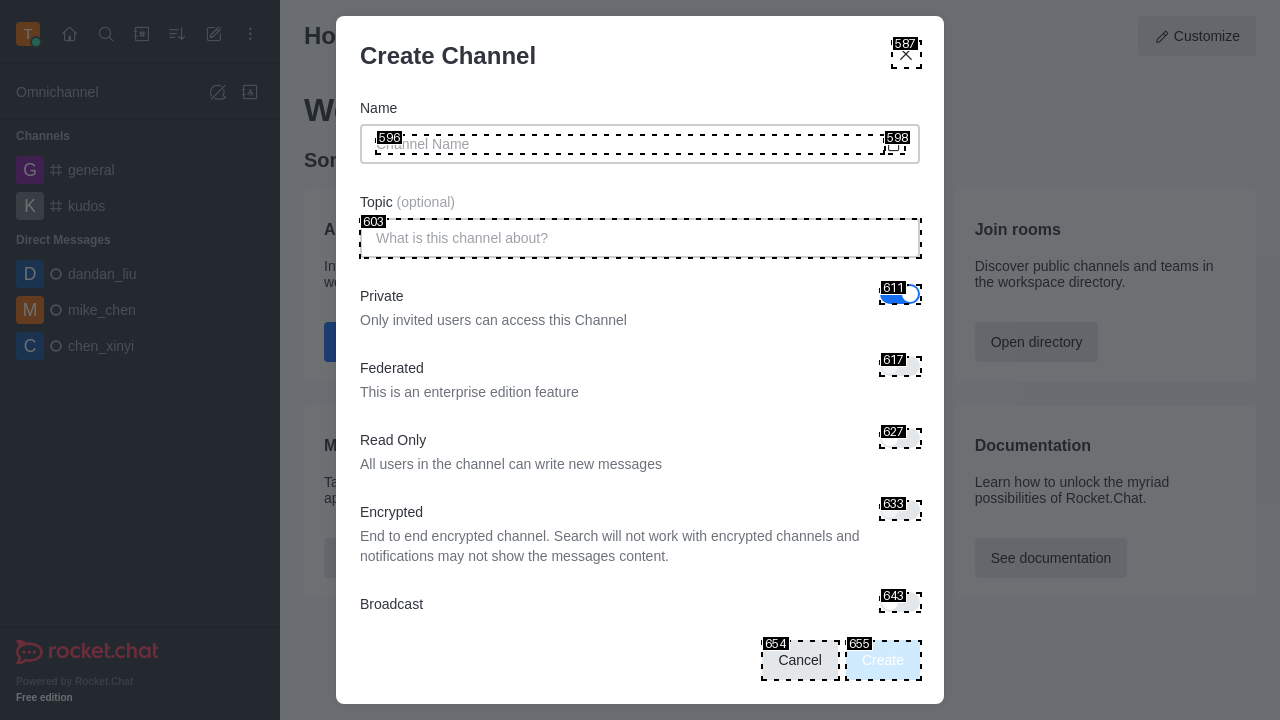 T
Ho
Customize
Omnichannel
Channels
G
general
K
kudos
Direct Messages
D
dandan_liu
M
mike_chen
C
chen_xinyi
rocket.chat
Powered by Rocket.Chat
Free edition
Create Channel
587
Name
596
Channel Name
598
Topic (optional)
603
What is this channel about?
Private
611
Only invited users can access this Channel
Federated
617
This is an enterprise edition feature
Read Only
627
All users in the channel can write new messages
Encrypted
633
End to end encrypted channel. Search will not work with encrypted channels and
notifications may not show the messages content.
Broadcast
643
654
Cancel
655
Create
Join rooms
Discover public channels and teams in
the workspace directory.
Open directory
Documentation
Learn how to unlock the myriad
possibilities of Rocket.Chat.
See documentation